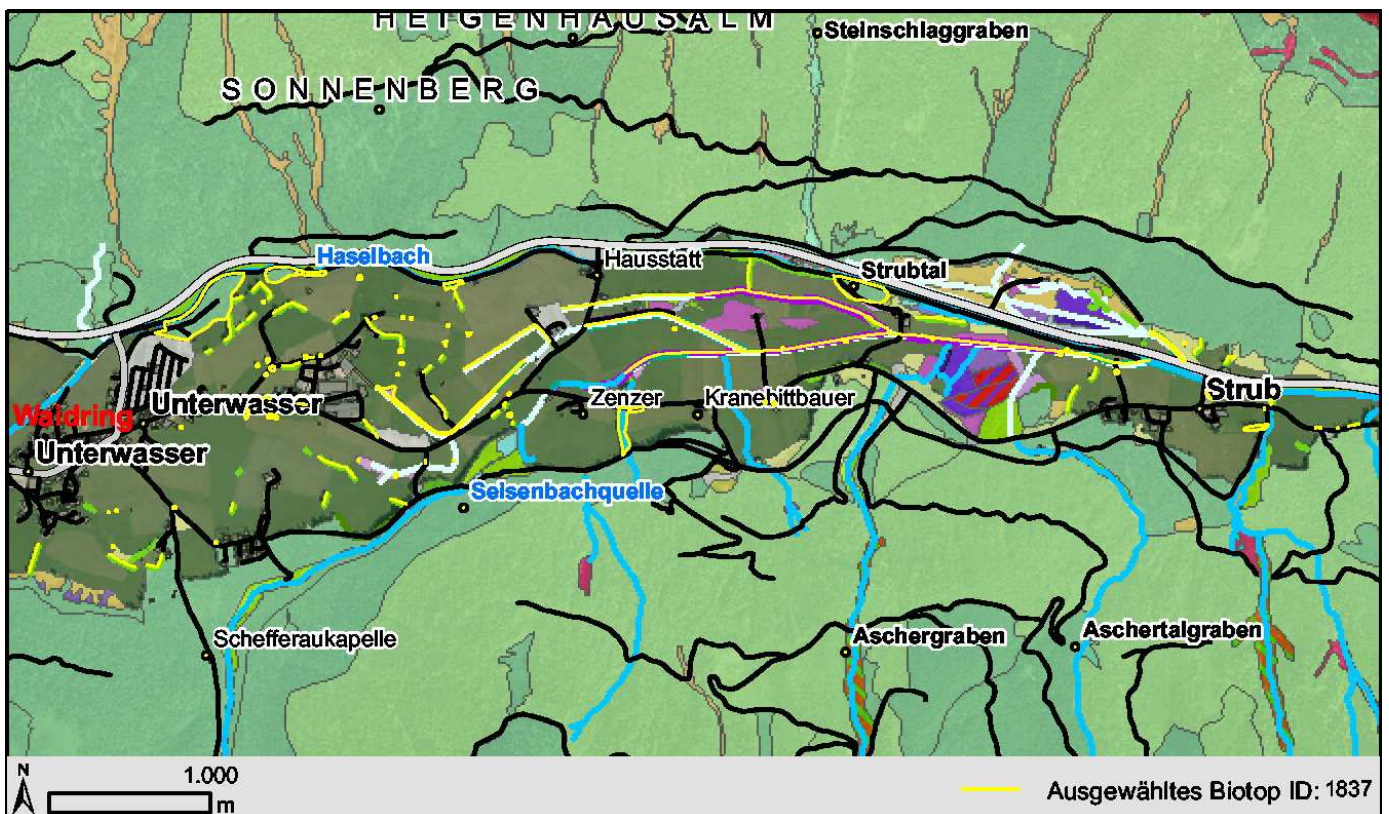 HEIGENHAUSALM
Steinschlaggraben
SONNENBERG
Haselbach
Hausstatt
Strubtal
Waidring
Unterwasser
Zenzer
Kranebittbauer
Strub
Unterwasser
Seisenbachquelle
Schefferaukapelle
Aschergraben
Aschertalgraben
N
1.000
m
Ausgewähltes Biotop ID: 1837